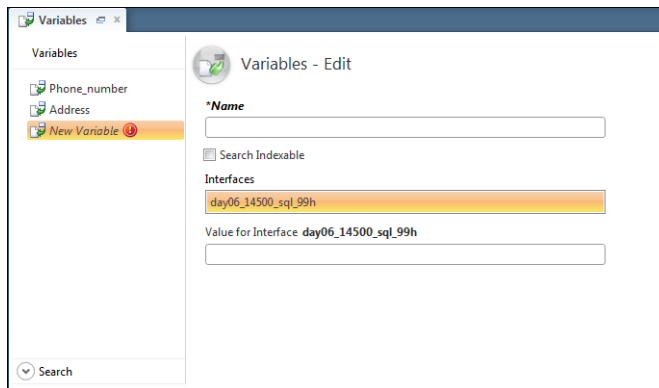 Variables
Variables
Phone_number
Address
New Variable
Search
Variables - Edit
*Name
Search Indexable
Interfaces
day06_14500_sql_99h
Value for Interface day06_14500_sql_99h